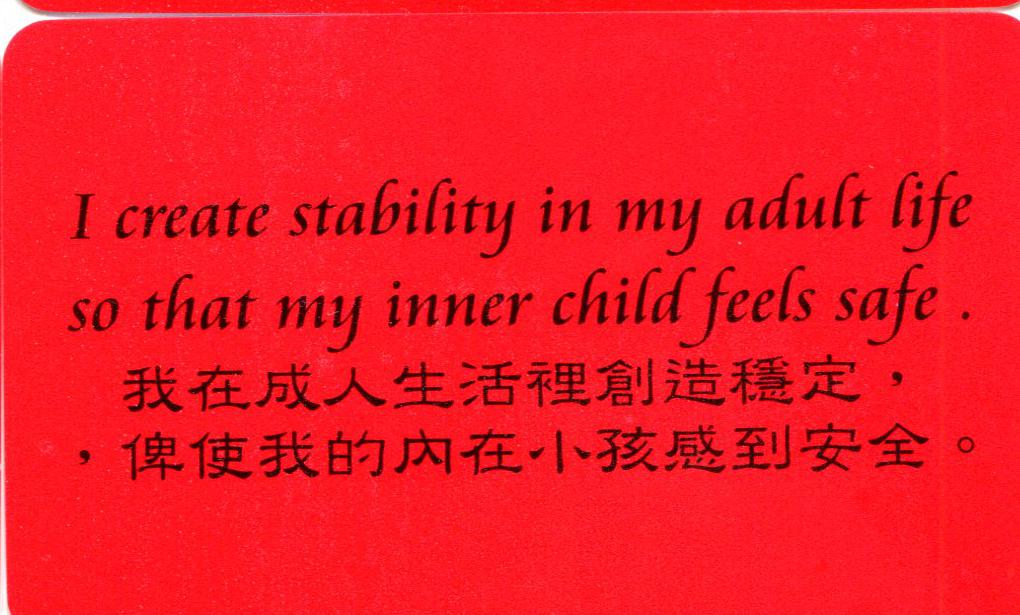 I create stability in my adult life
so that my inner child feels safe .
我在成人生活裡創造穩定，
，俾使我的內在小孩感到安全。